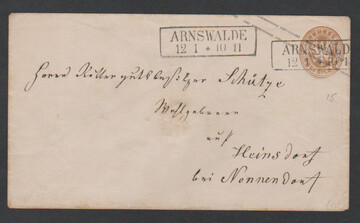 ARNSWALDE
12 1 * 10-11
ARNSWALDE
12 1
Herrn Rittergutsbesitzer Schütze
Wohlgeboren
auf
Heinsdorf
bei Nonnendorf